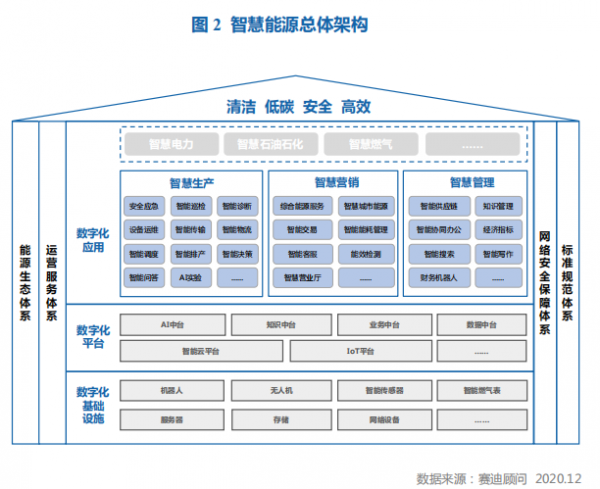 图 2 智慧能源总体架构
清洁 低碳 安全 高效
能源生态体系
运营服务体系
智慧电力 智慧石油石化 智慧燃气 ......
数字化
应用
智慧生产
安全应急 智能巡检 智能诊断
设备运维 智能传输 智能物流
智能调度 智能排产 智能决策
智能问答 AI实验 ......
智慧营销
综合能源服务 智慧城市能源
智能交易 智能能耗管理
智能客服 能效检测
智慧营业厅 ......
智慧管理
智能供应链 知识管理
智能协同办公 经济指标
智能搜索 智能写作
财务机器人 ......
数字化
平台
AI中台 知识中台 业务中台 数据中台
智能云平台 IoT平台 ......
数字化
基础
设施
机器人 无人机 智能传感器 智能燃气表
服务器 存储 网络设备 ......
网络安全保障体系
标准规范体系
数据来源：赛迪顾问 2020.12